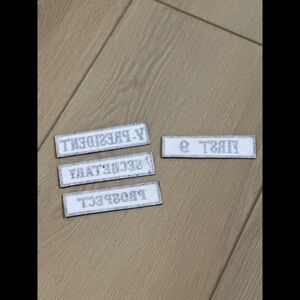 V-PRESIDENT
SECRETARY
PROSPECT
FIRST 9